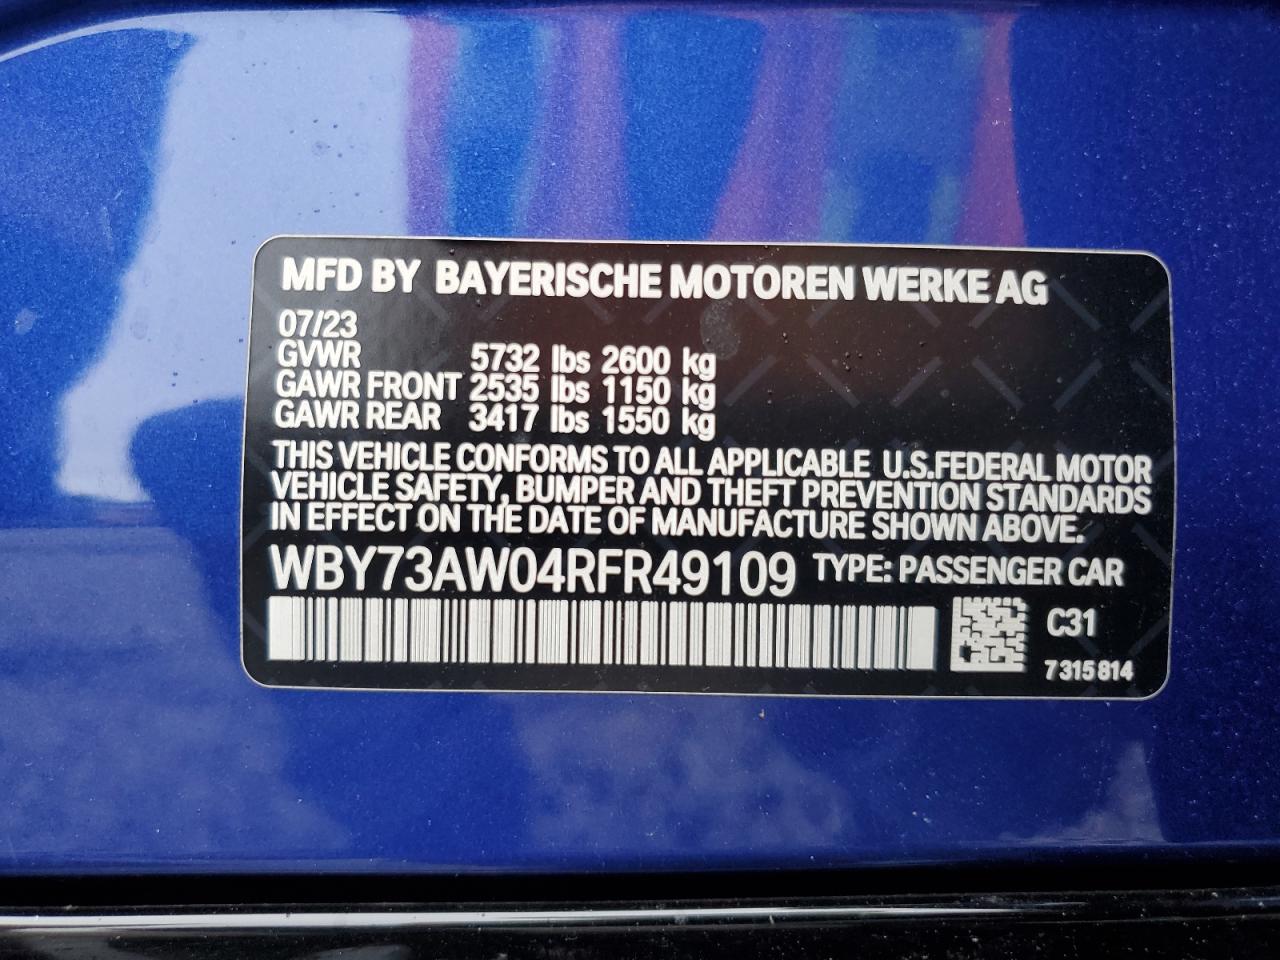 MFD BY BAYERISCHE MOTOREN WERKE AG
07/23
GVWR 5732 lbs 2600 kg
GAWR FRONT 2535 lbs 1150 kg
GAWR REAR 3417 lbs 1550 kg
THIS VEHICLE CONFORMS TO ALL APPLICABLE U.S.FEDERAL MOTOR
VEHICLE SAFETY, BUMPER AND THEFT PREVENTION STANDARDS
IN EFFECT ON THE DATE OF MANUFACTURE SHOWN ABOVE.
WBY73AW04RFR49109 TYPE: PASSENGER CAR
C31
7 315 814